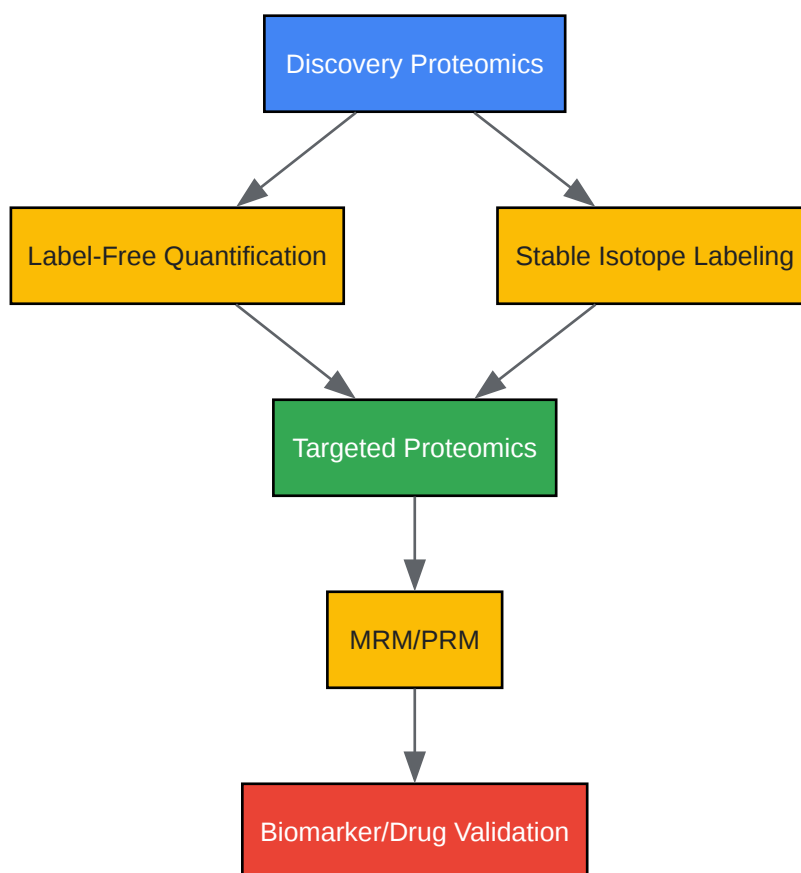 Discovery Proteomics
Label-Free Quantification
Stable Isotope Labeling
Targeted Proteomics
MRM/PRM
Biomarker/Drug Validation